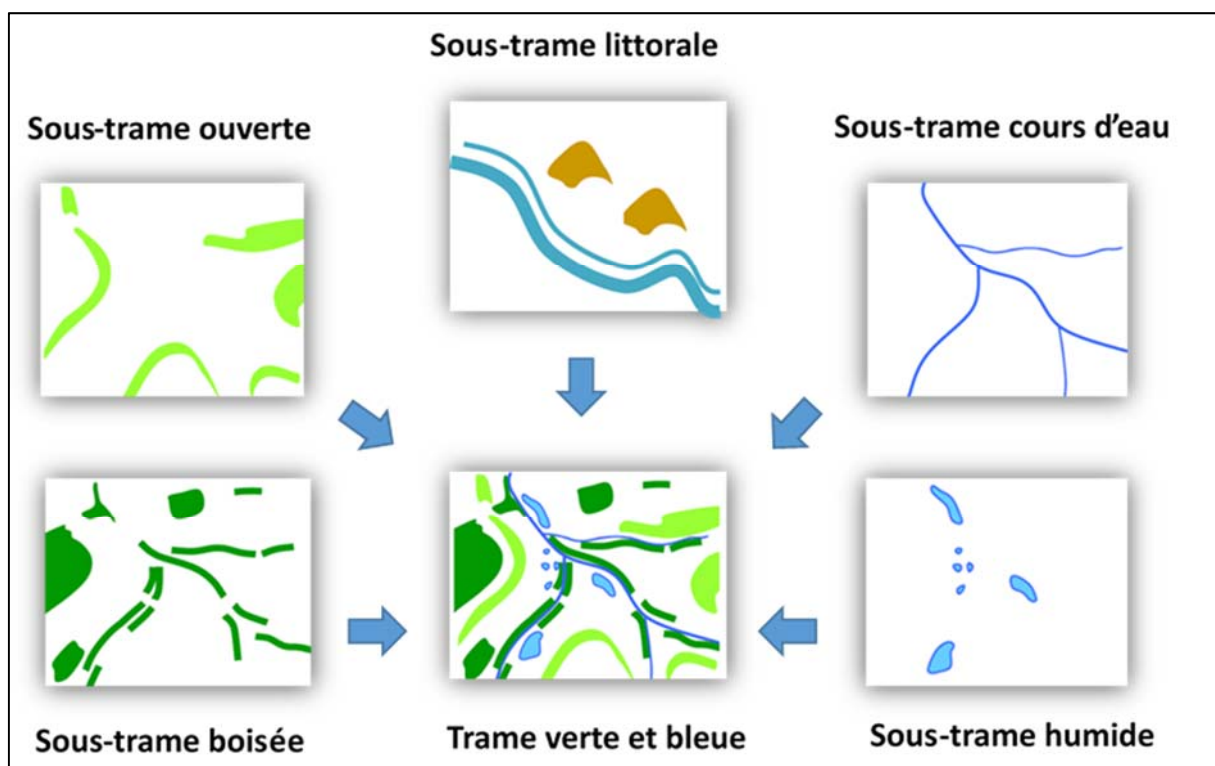 Sous-trame littorale
Sous-trame ouverte
Sous-trame cours d'eau
Sous-trame boisée
Trame verte et bleue
Sous-trame humide